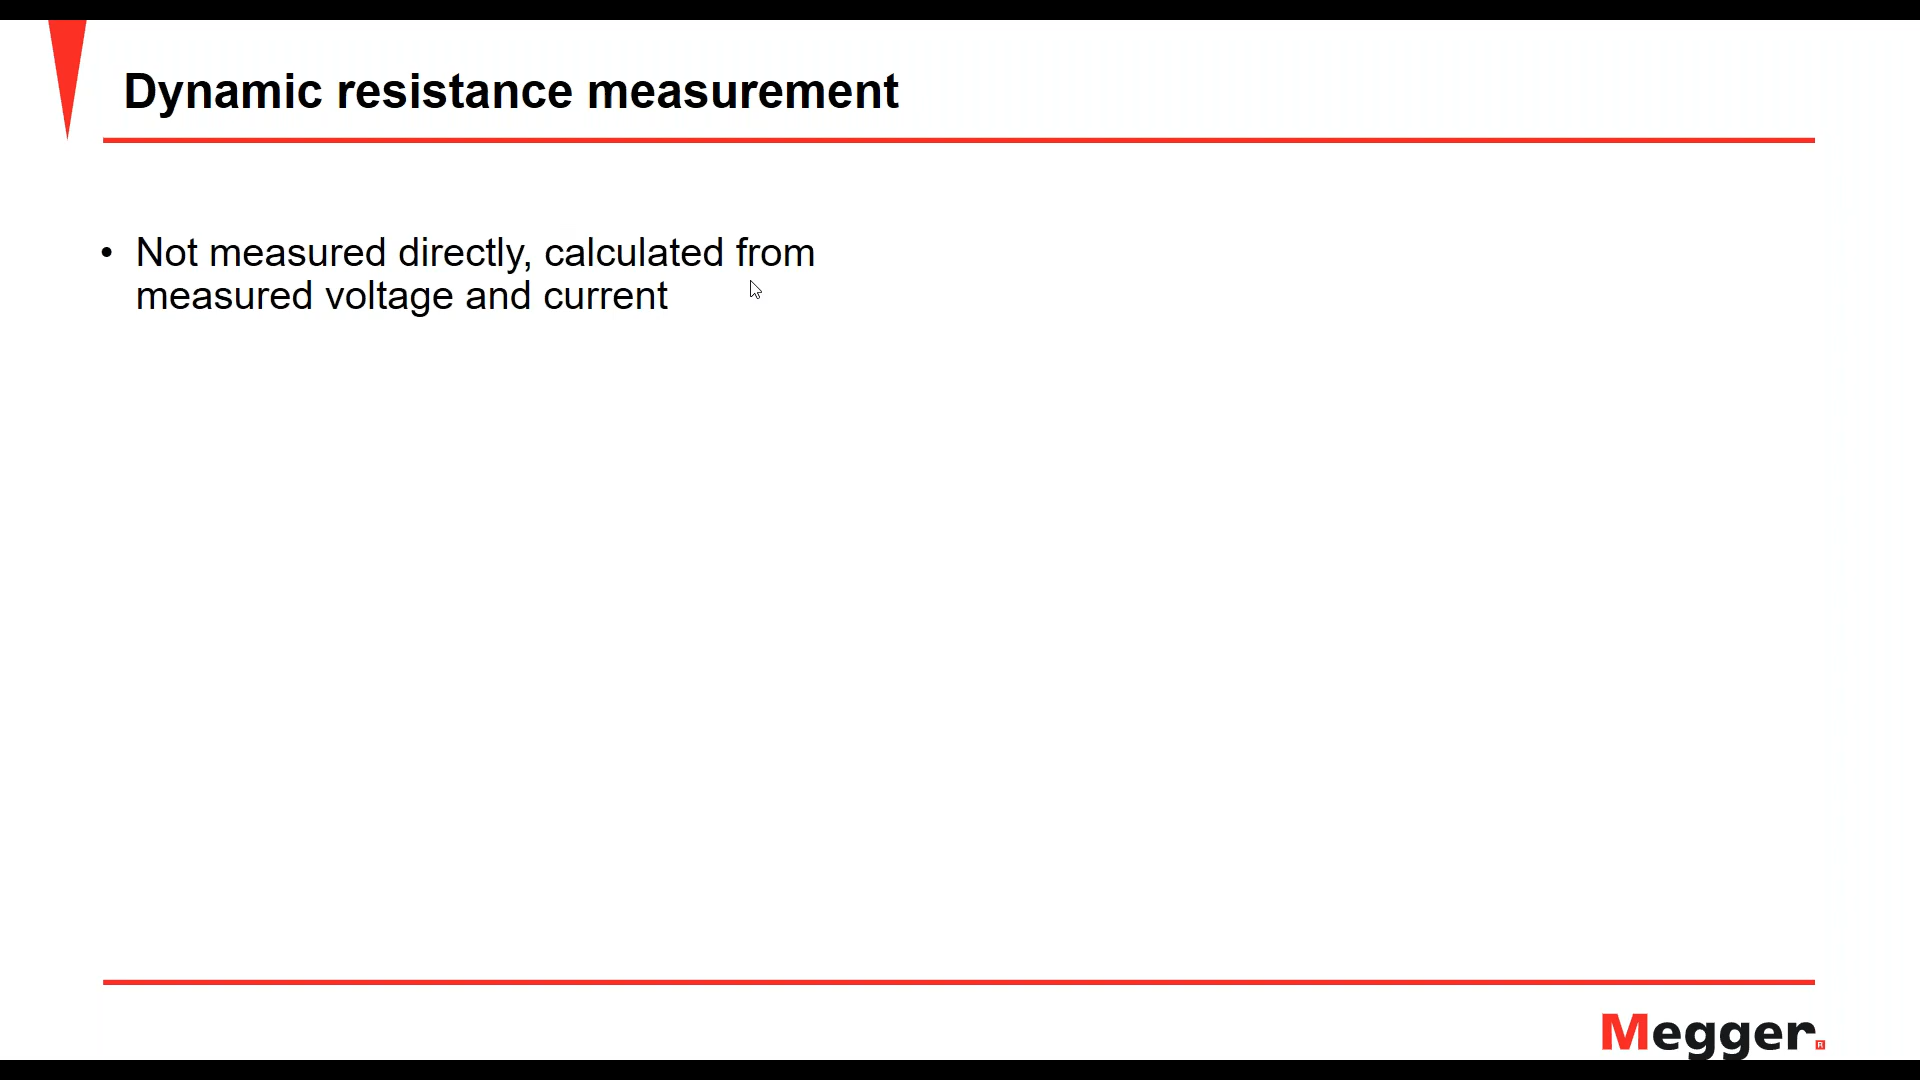 Dynamic resistance measurement
• Not measured directly, calculated from
measured voltage and current
Megger.